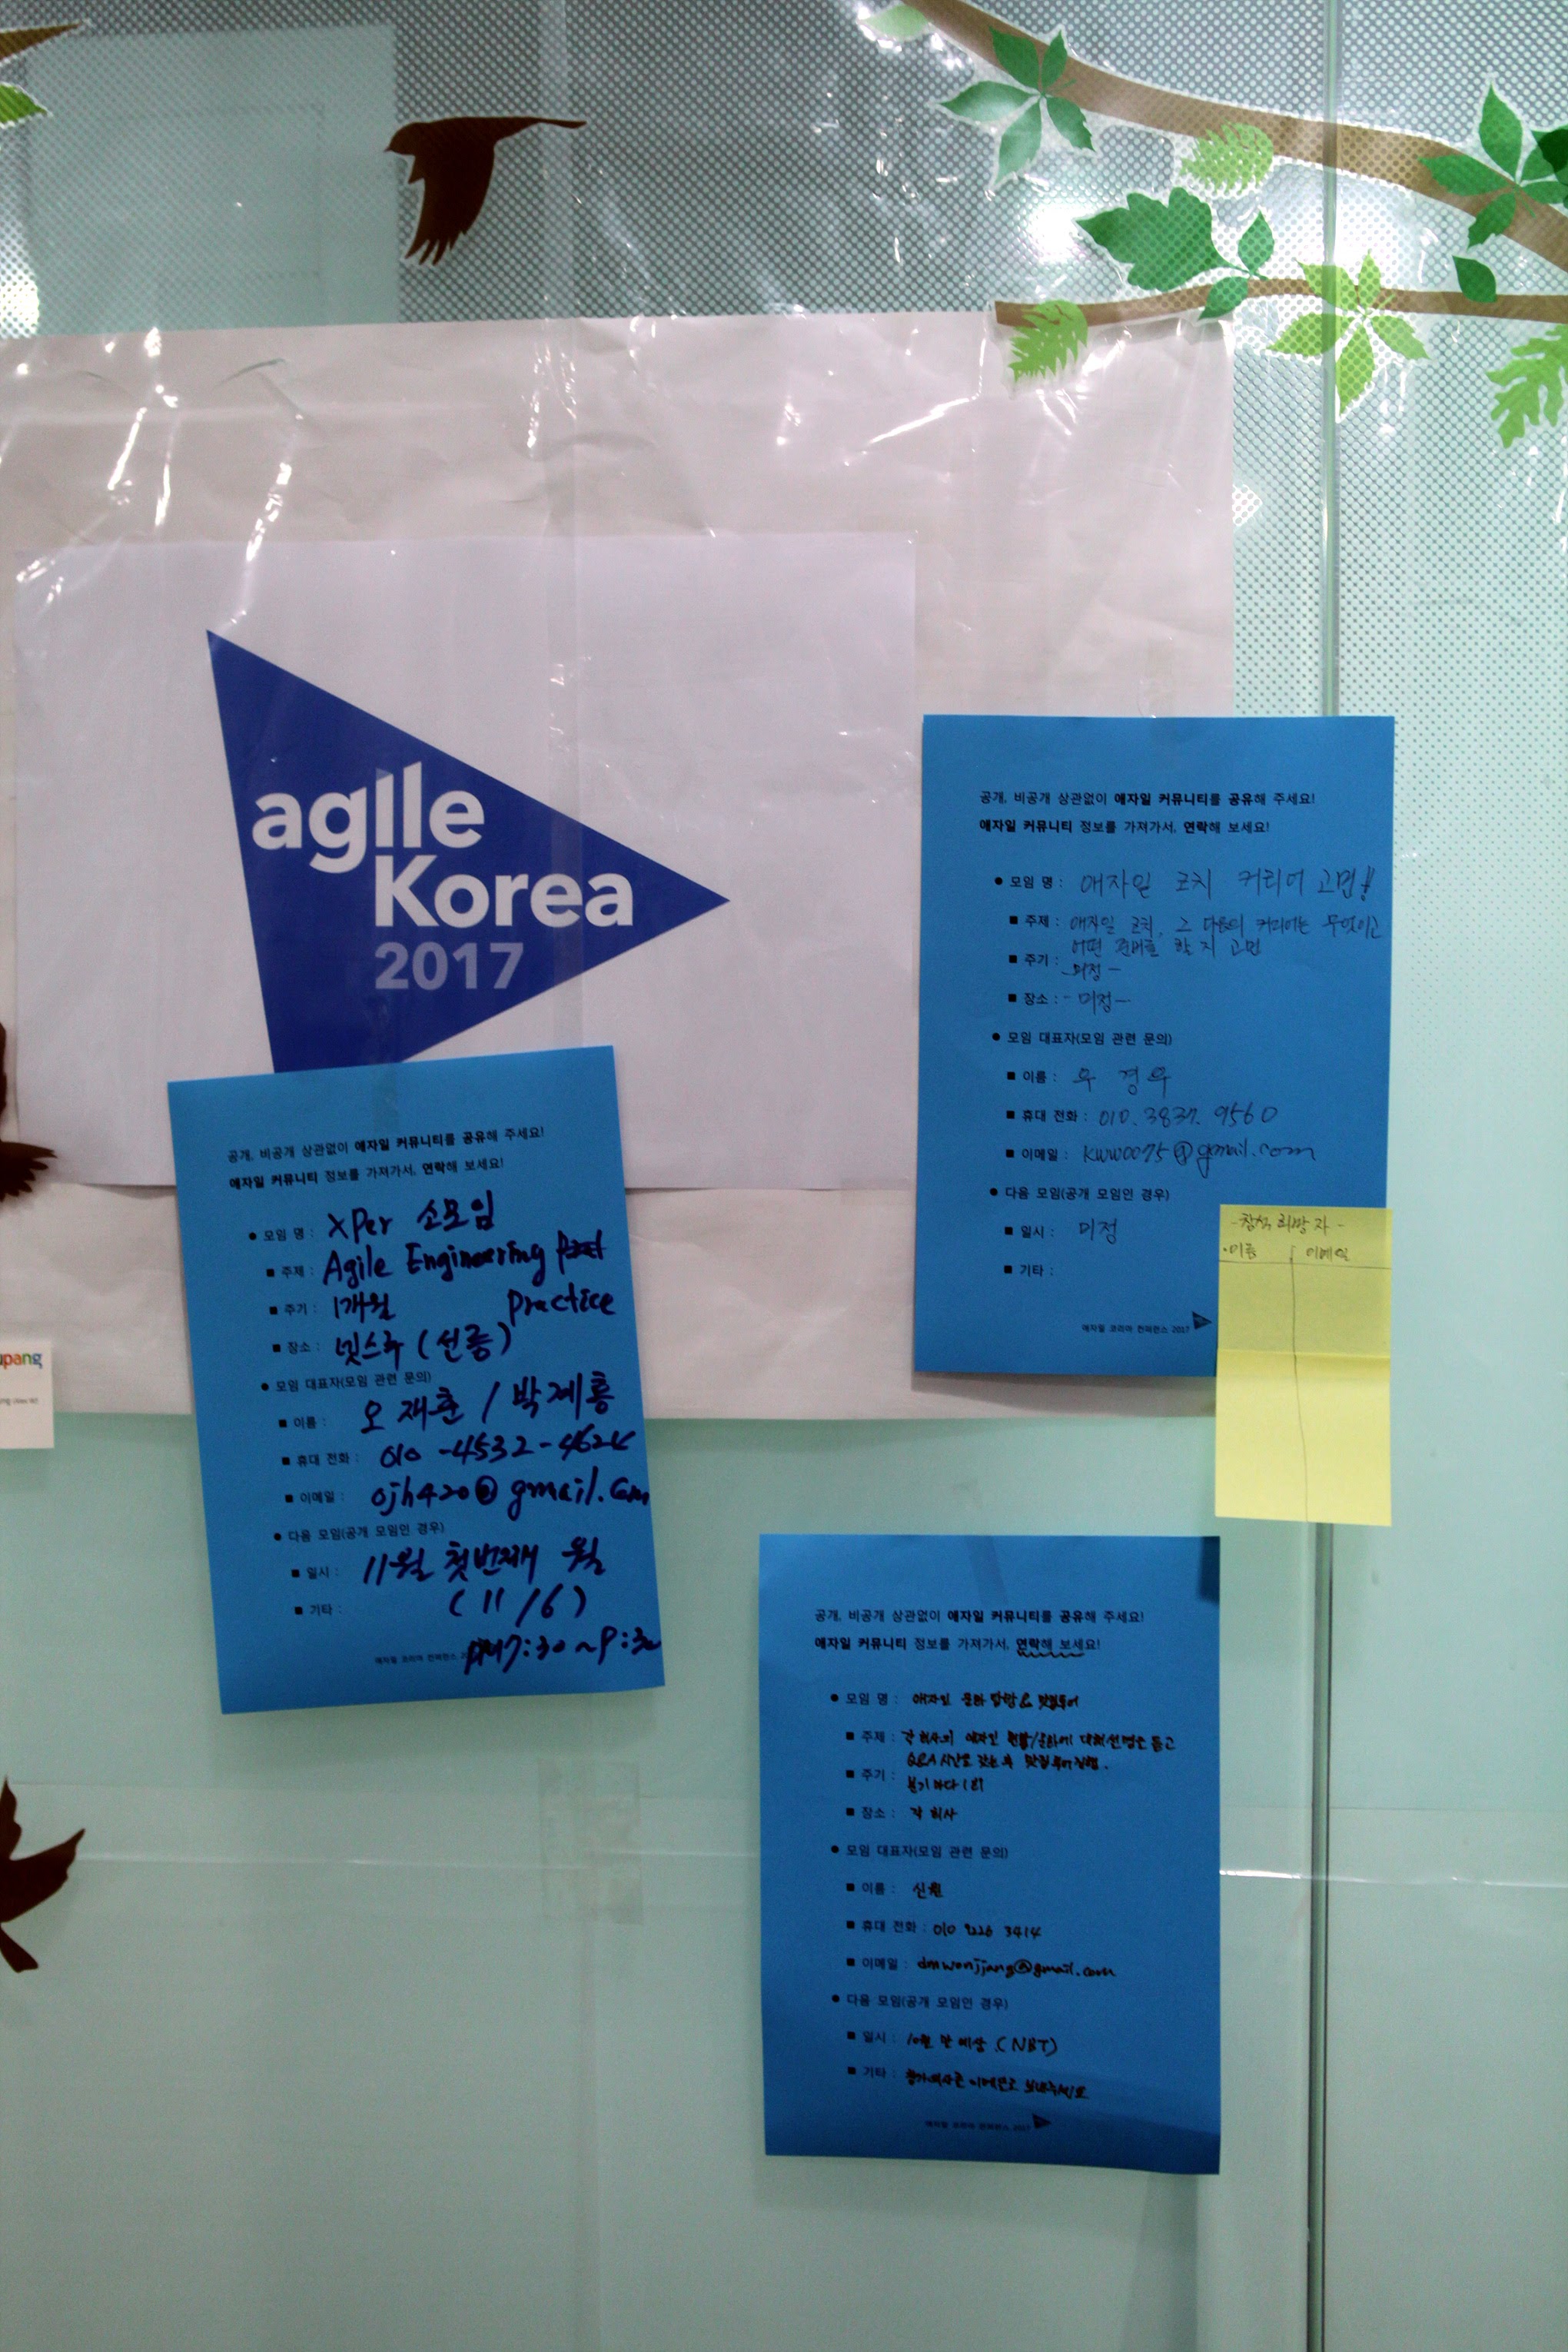 agile
Korea
2017
공개, 비공개 상관없이 애자일 커뮤니티를 공유해 주세요!
애자일 커뮤니티 정보를 가져가서, 연락해 보세요!
● 모임 명 : 애자일 코치 커리어 고민!!
■ 주제 : 애자일 코치, 그 다음의 커리어는 무엇이고
어떤 준비를 할 지 고민
■ 주기 : - 미정 -
■ 장소 : - 미정 -
● 모임 대표자(모임 관련 문의)
■ 이름 : 우 경 우
■ 휴대 전화 : 010. 3837. 9560
■ 이메일 : kww0075@gmail.com
● 다음 모임(공개 모임인 경우)
■ 일시 : 미정
■ 기타 :
애자일 코리아 컨퍼런스 2017
- 참석 희망자 -
· 이름 이메일
공개, 비공개 상관없이 애자일 커뮤니티를 공유해 주세요!
애자일 커뮤니티 정보를 가져가서, 연락해 보세요!
● 모임 명 : xper 소모임
■ 주제 : Agile Engineering
practice
■ 주기 : 1개월
■ 장소 : 넷스루 (선릉)
● 모임 대표자(모임 관련 문의)
■ 이름 : 오재훈 / 박제홍
■ 휴대 전화 : 010-4532-4624
■ 이메일 : ojh420@gmail.com
● 다음 모임(공개 모임인 경우)
■ 일시 : 11월 첫번째 월
(11/6)
■ 기타 :
PM7:30~9:30
애자일 코리아 컨퍼런스
upang
공개, 비공개 상관없이 애자일 커뮤니티를 공유해 주세요!
애자일 커뮤니티 정보를 가져가서, 연락해 보세요!
● 모임 명 : 애자일 문화 탐방 & 맛집투어
■ 주제 : 각 회사의 애자일 현황/문화에 대해 설명을 듣고
Q&A 시간을 갖는 후 맛집투어 진행.
■ 주기 : 분기마다 1회
■ 장소 : 각 회사
● 모임 대표자(모임 관련 문의)
■ 이름 : 신원
■ 휴대 전화 : 010 9226 3414
■ 이메일 : dmwonjjang@gmail.com
● 다음 모임(공개 모임인 경우)
■ 일시 : 10월 말 예상 (NBT)
■ 기타 : 참가의사는 이메일로 보내주세요
애자일 코리아 컨퍼런스 2017